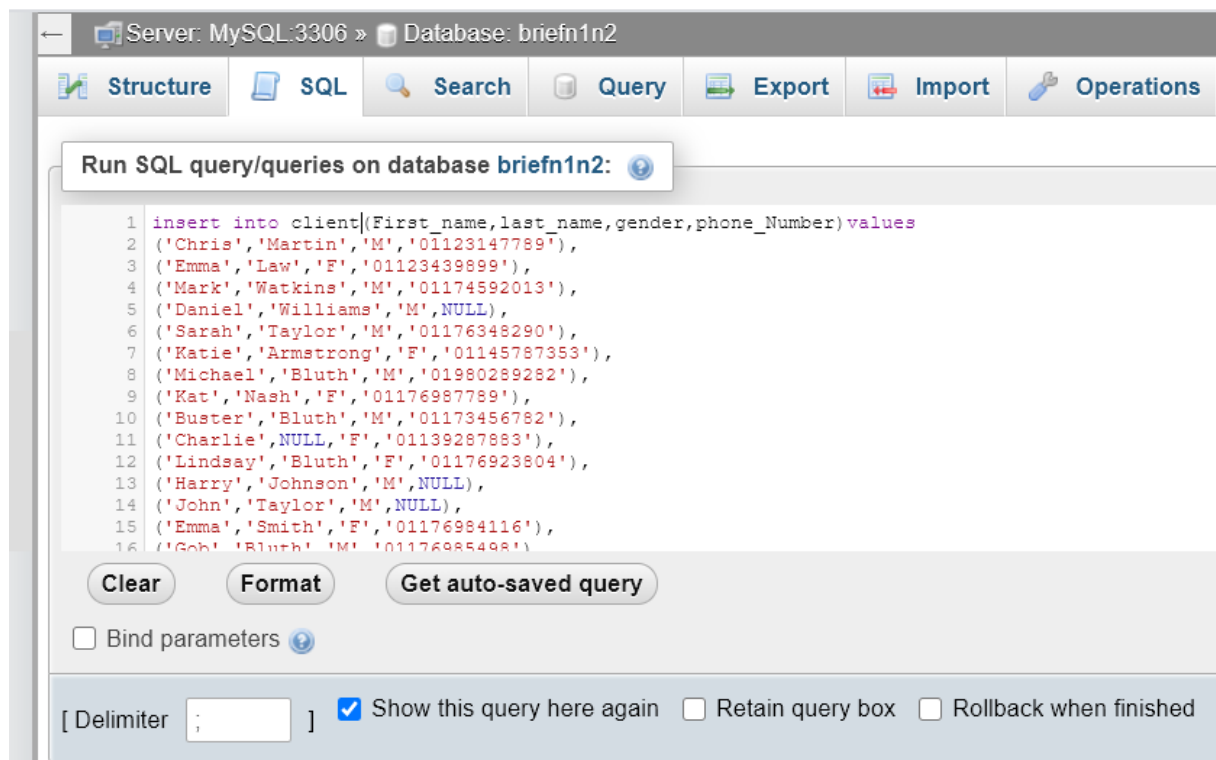 ← Server: MySQL:3306 » Database: briefn1n2
Structure SQL Search Query Export Import Operations
Run SQL query/queries on database briefn1n2:
1 insert into client(First_name,last_name,gender,phone_Number)values
2 ('Chris','Martin','M','01123147789'),
3 ('Emma','Law','F','01123439899'),
4 ('Mark','Watkins','M','01174592013'),
5 ('Daniel','Williams','M',NULL),
6 ('Sarah','Taylor','M','01176348290'),
7 ('Katie','Armstrong','F','01145787353'),
8 ('Michael','Bluth','M','01980289282'),
9 ('Kat','Nash','F','01176987789'),
10 ('Buster','Bluth','M','01173456782'),
11 ('Charlie',NULL,'F','01139287883'),
12 ('Lindsay','Bluth','F','01176923804'),
13 ('Harry','Johnson','M',NULL),
14 ('John','Taylor','M',NULL),
15 ('Emma','Smith','F','01176984116'),
16 ('Gob','Bluth','M','01176985498')
Clear Format Get auto-saved query
Bind parameters
[ Delimiter ; ] Show this query here again Retain query box Rollback when finished